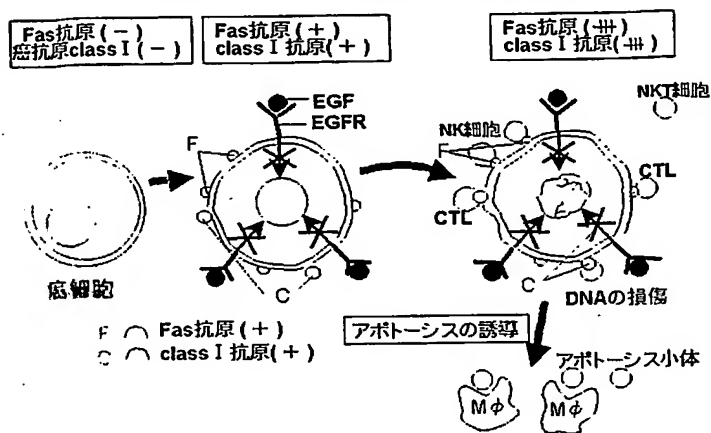 Fas抗原(-)
癌抗原classⅠ(-)
Fas抗原(+)
classⅠ抗原(+)
Fas抗原(卅)
classⅠ抗原(卅)
EGF
EGFR
F
NK細胞
F
NKT細胞
CTL
CTL
癌細胞
C
C
DNAの損傷
F Fas抗原(+)
C classⅠ抗原(+)
アポトーシスの誘導
アポトーシス小体
Mφ
Mφ